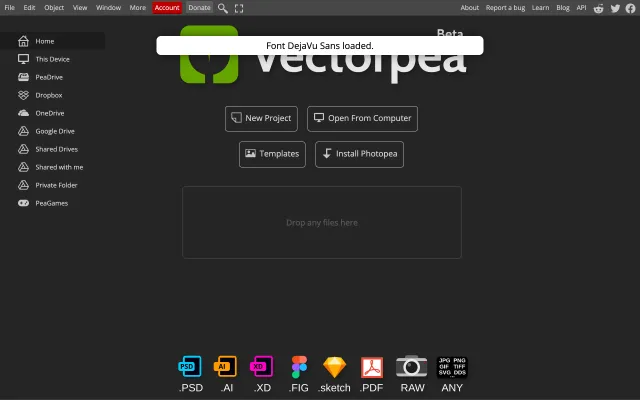 File Edit Object View Window More Account Donate About Report a bug Learn Blog API
Beta
Font DejaVu Sans loaded.
vectorpea
Home
This Device
PeaDrive
Dropbox
OneDrive
Google Drive
Shared Drives
Shared with me
Private Folder
PeaGames
New Project Open From Computer
Templates Install Photopea
Drop any files here
PSD AI XD JPG PNG
GIF TIFF
SVG DDS
.PSD .AI .XD .FIG .sketch .PDF RAW ANY